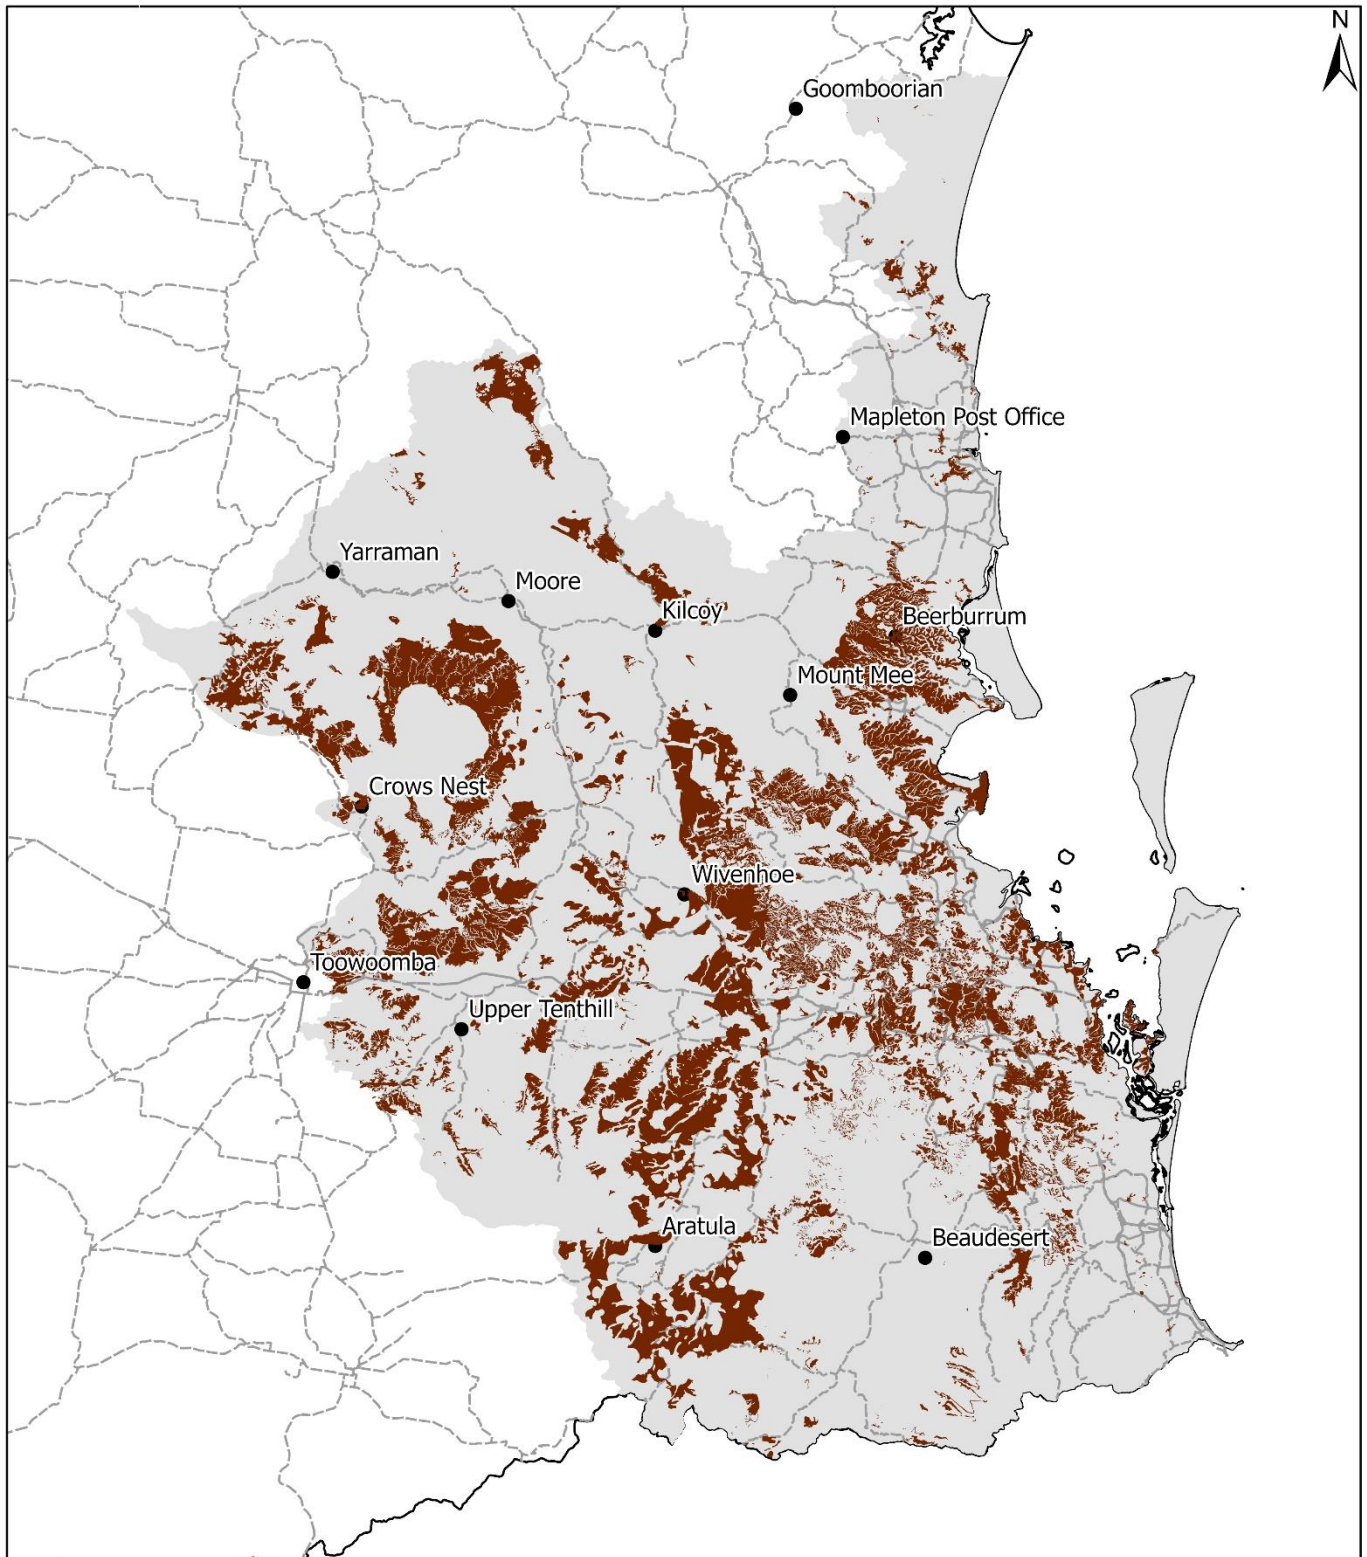 N
Goomboorian
Mapleton Post Office
Yarraman
Moore
Kilcoy
Beerburrum
Mount Mee
Crows Nest
Wivenhoe
Toowoomba
Upper Tenthill
Aratula
Beaudesert